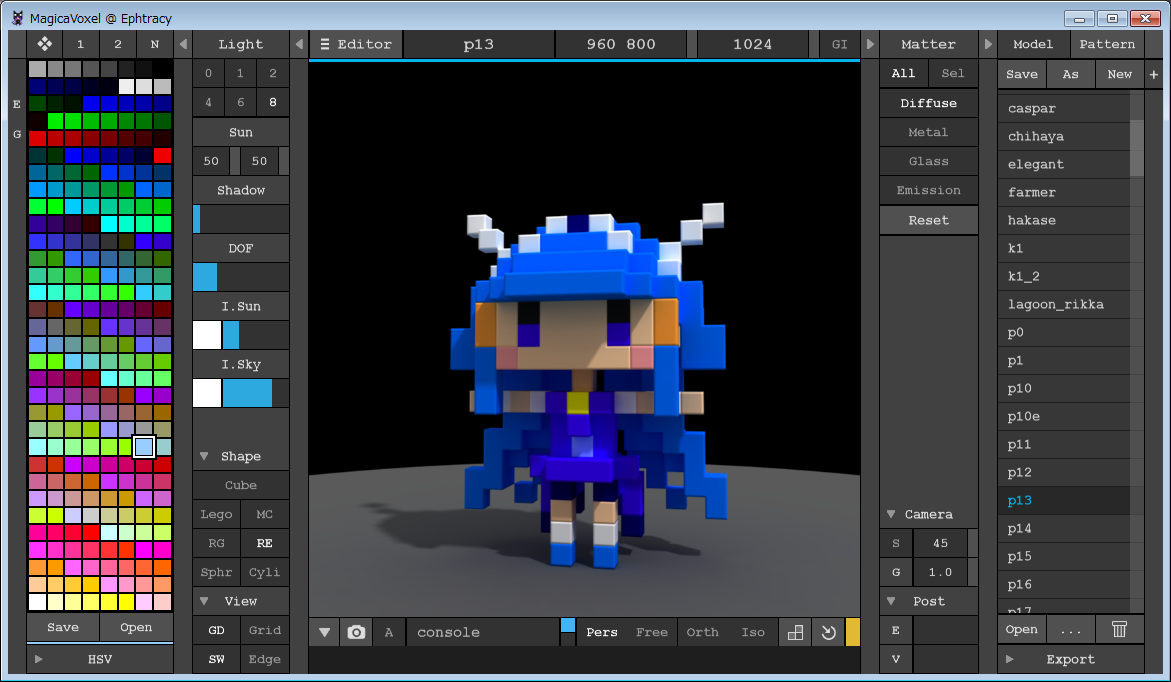 MagicaVoxel @ Ephtracy
1 2 N
Light
Editor
p13
960 800
1024
GI
Matter
Model
Pattern
E
G
Save
Open
HSV
0 1 2
4 6 8
Sun
50 50
Shadow
DOF
I.Sun
I.Sky
Shape
Cube
Lego MC
RG RE
Sphr Cyli
View
GD Grid
SW Edge
A
console
Pers Free Orth Iso
All Sel
Diffuse
Metal
Glass
Emission
Reset
Camera
S 45
G 1.0
Post
E
V
Save As New +
caspar
chihaya
elegant
farmer
hakase
k1
k1_2
lagoon_rikka
p0
p1
p10
p10e
p11
p12
p13
p14
p15
p16
p17
Open ...
Export